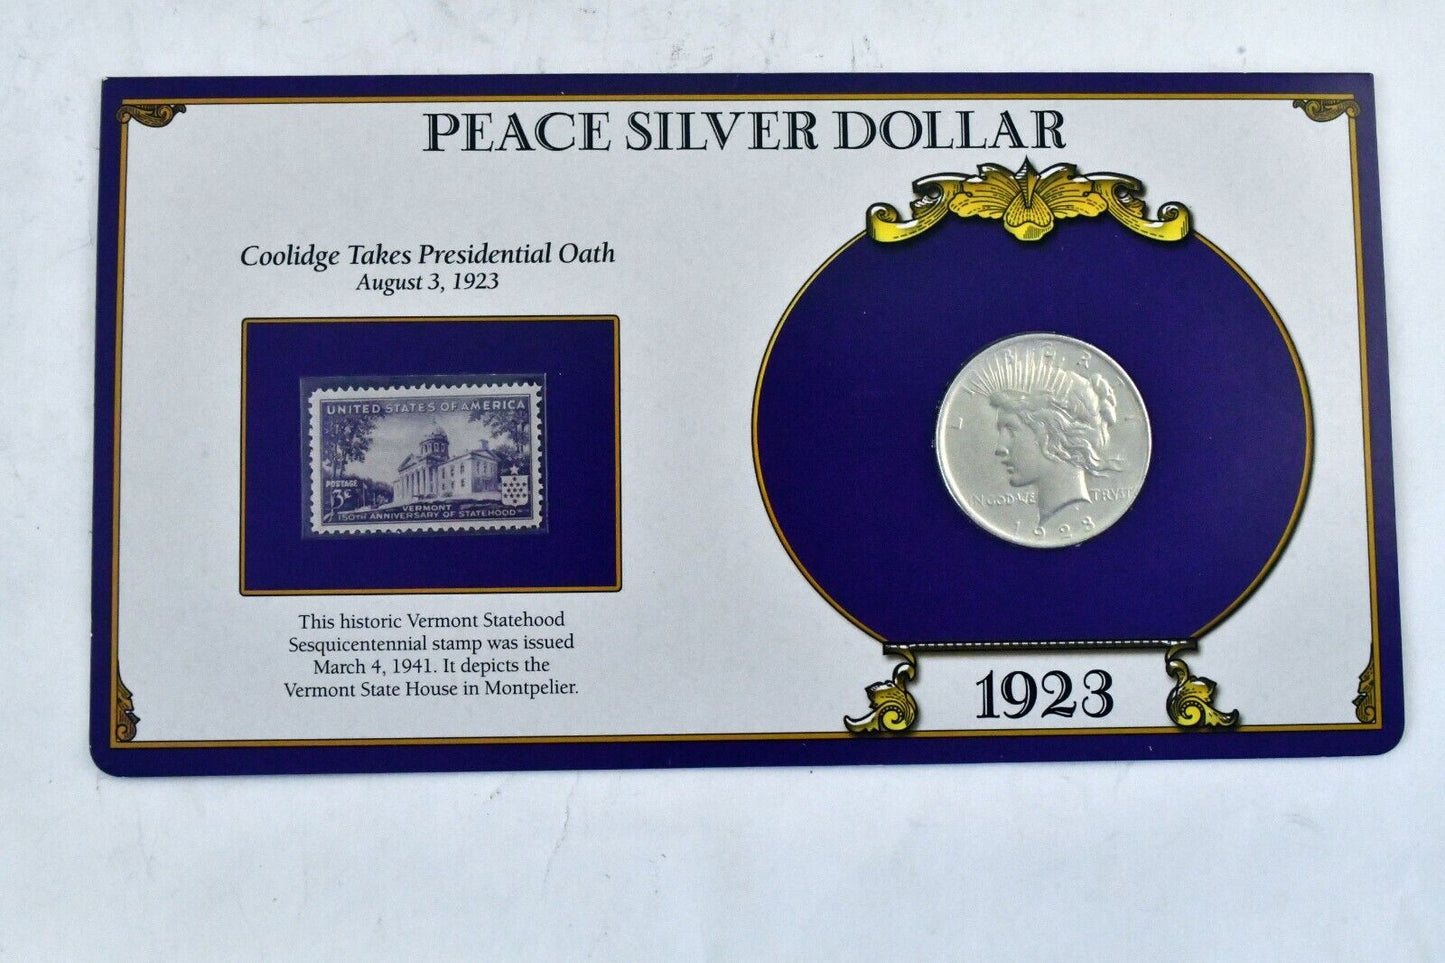 PEACE SILVER DOLLAR
Coolidge Takes Presidential Oath
August 3, 1923
UNITED STATES OF AMERICA
POSTAGE
3¢
VERMONT
150TH ANNIVERSARY OF STATEHOOD
This historic Vermont Statehood
Sesquicentennial stamp was issued
March 4, 1941. It depicts the
Vermont State House in Montpelier.
LIBERTY
IN GOD WE TRVST
1923
1923